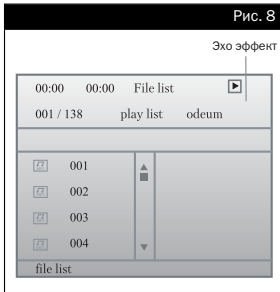 Рис. 8
Эхо эффект
00:00 00:00 File list
001 / 138 play list odeum
001
002
003
004
file list